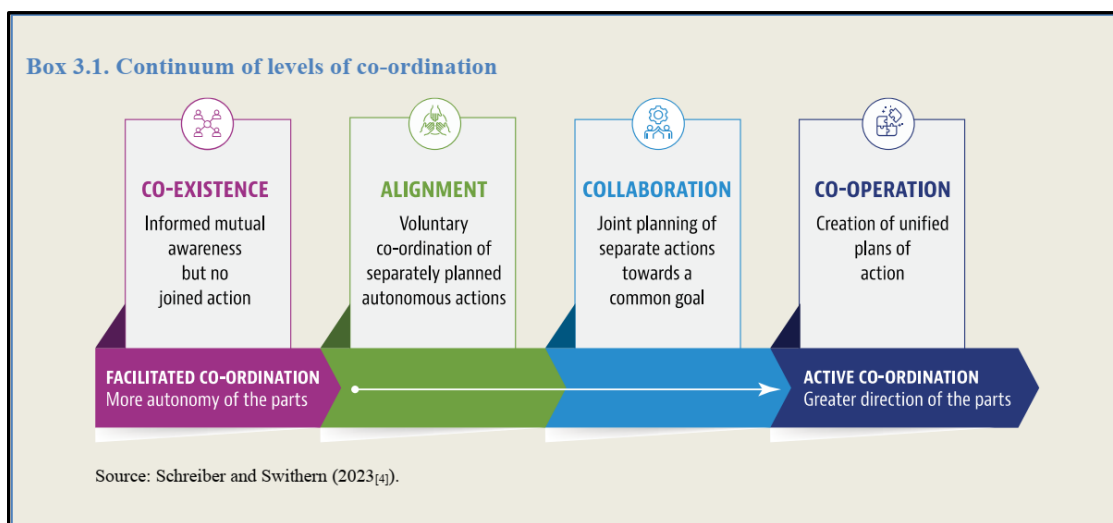 Box 3.1. Continuum of levels of co-ordination
CO-EXISTENCE
Informed mutual
awareness
but no
joined action
ALIGNMENT
Voluntary
co-ordination of
separately planned
autonomous actions
COLLABORATION
Joint planning of
separate actions
towards a
common goal
CO-OPERATION
Creation of unified
plans of
action
FACILITATED CO-ORDINATION
More autonomy of the parts
ACTIVE CO-ORDINATION
Greater direction of the parts
Source: Schreiber and Swithern (2023[4]).